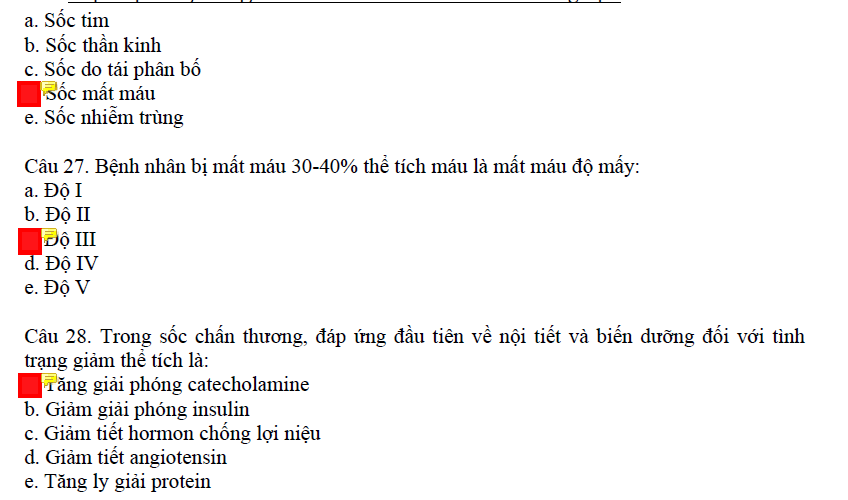 a. Sốc tim
b. Sốc thần kinh
c. Sốc do tái phân bố
Sốc mất máu
e. Sốc nhiễm trùng
Câu 27. Bệnh nhân bị mất máu 30-40% thể tích máu là mất máu độ mấy:
a. Độ I
b. Độ II
Độ III
d. Độ IV
e. Độ V
Câu 28. Trong sốc chấn thương, đáp ứng đầu tiên về nội tiết và biến dưỡng đối với tình
trạng giảm thể tích là:
Tăng giải phóng catecholamine
b. Giảm giải phóng insulin
c. Giảm tiết hormon chống lợi niệu
d. Giảm tiết angiotensin
e. Tăng ly giải protein